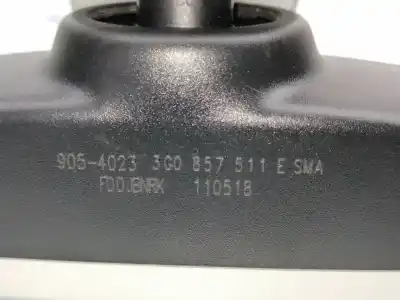 905-4023 3G0 857 511 E SMA
FDDJBNRK 110518